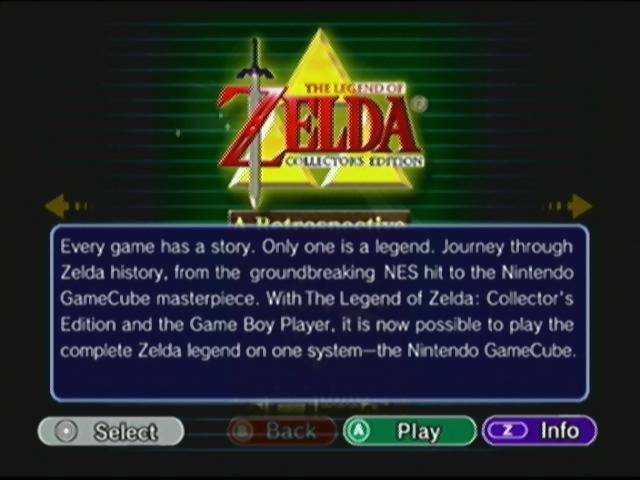 THE LEGEND OF
ZELDA®
COLLECTOR'S EDITION
A Retrospective
Every game has a story. Only one is a legend. Journey through
Zelda history, from the groundbreaking NES hit to the Nintendo
GameCube masterpiece. With The Legend of Zelda: Collector's
Edition and the Game Boy Player, it is now possible to play the
complete Zelda legend on one system—the Nintendo GameCube.
Select B Back A Play Z Info